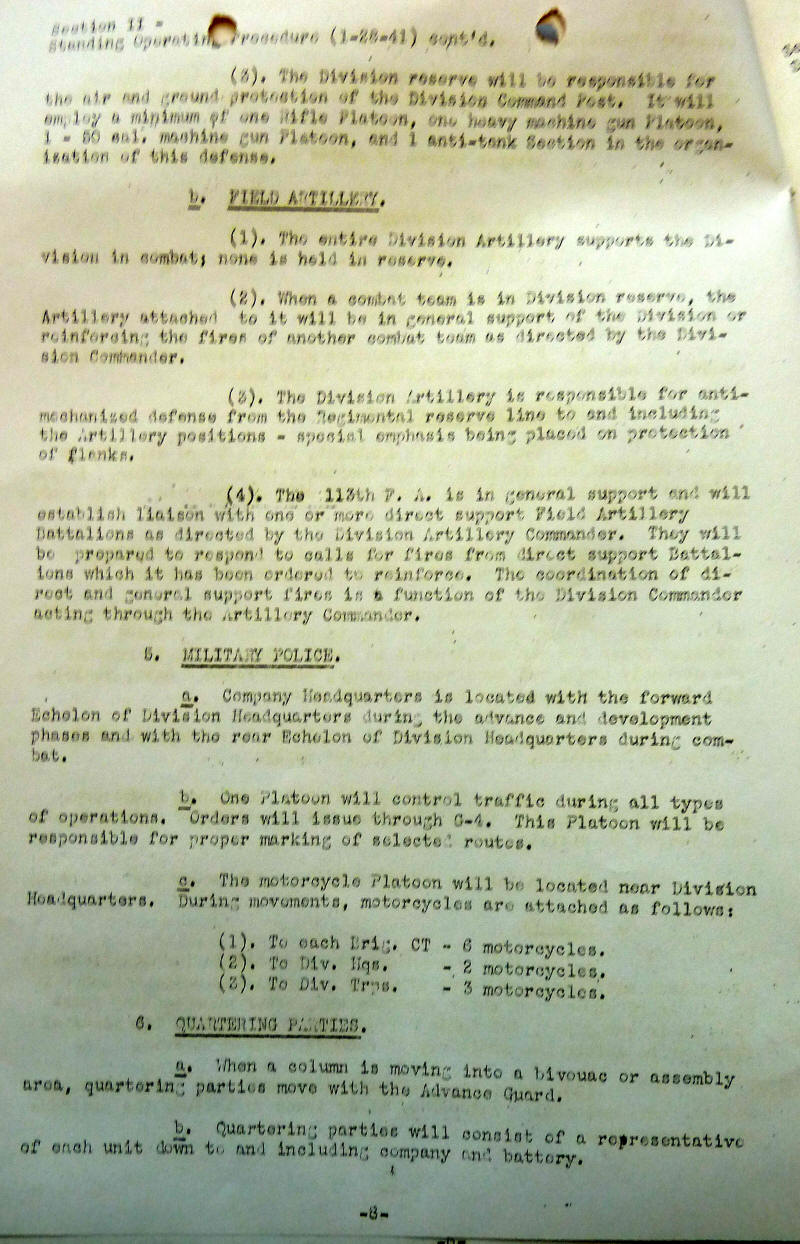 Section II -
Standing Operating Procedure (1-28-41) cont'd.
(3). The Division reserve will be responsible for
the air and ground protection of the Division Command Post. It will
employ a minimum of one Rifle Platoon, one heavy machine gun Platoon,
1 - 50 cal. machine gun Platoon, and 1 anti-tank Section in the organ-
ization of this defense.
b. FIELD ARTILLERY.
(1). The entire Division Artillery supports the Di-
vision in combat; none is held in reserve.
(2). When a combat team is in Division reserve, the
Artillery attached to it will be in general support of the Division or
reinforcing the fires of another combat team as directed by the Divi-
sion Commander.
(3). The Division Artillery is responsible for anti-
mechanized defense from the Regimental reserve line to and including
the Artillery positions - special emphasis being placed on protection
of flanks.
(4). The 113th F. A. is in general support and will
establish liaison with one or more direct support Field Artillery
Battalions as directed by the Division Artillery Commander. They will
be prepared to respond to calls for fires from direct support Battal-
ions which it has been ordered to reinforce. The coordination of di-
rect and general support fires is a function of the Division Commander
acting through the Artillery Commander.
5. MILITARY POLICE.
a. Company Headquarters is located with the forward
Echelon of Division Headquarters during the advance and development
phases and with the rear Echelon of Division Headquarters during com-
bat.
b. One Platoon will control traffic during all types
of operations. Orders will issue through G-4. This Platoon will be
responsible for proper marking of selected routes.
c. The motorcycle Platoon will be located near Division
Headquarters. During movements, motorcycles are attached as follows:
(1). To each Brig. CT - 6 motorcycles.
(2). To Div. Hqs. - 2 motorcycles.
(3). To Div. Trps. - 3 motorcycles.
6. QUARTERING PARTIES.
a. When a column is moving into a bivouac or assembly
area, quartering parties move with the Advance Guard.
b. Quartering parties will consist of a representative
of each unit down to and including company and battery.
-8-